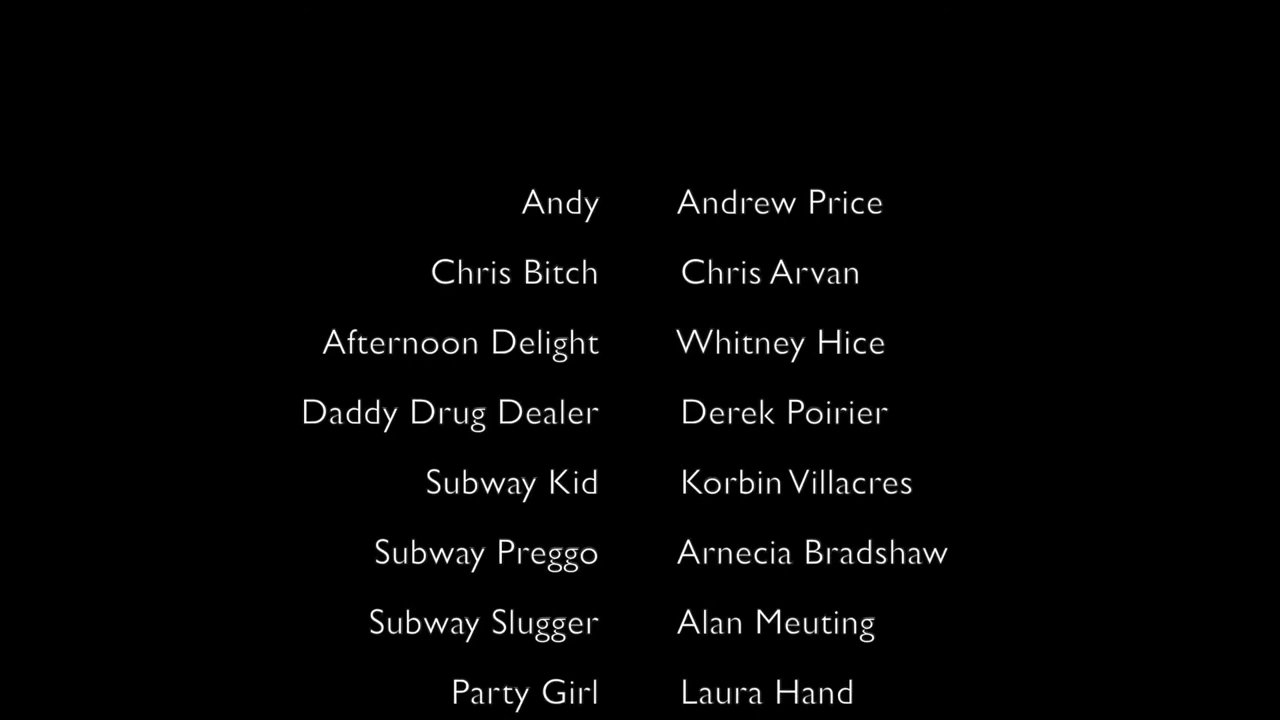 Andy Andrew Price
Chris Bitch Chris Arvan
Afternoon Delight Whitney Hice
Daddy Drug Dealer Derek Poirier
Subway Kid Korbin Villacres
Subway Preggo Arnecia Bradshaw
Subway Slugger Alan Meuting
Party Girl Laura Hand